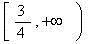 [3/4, +∞)